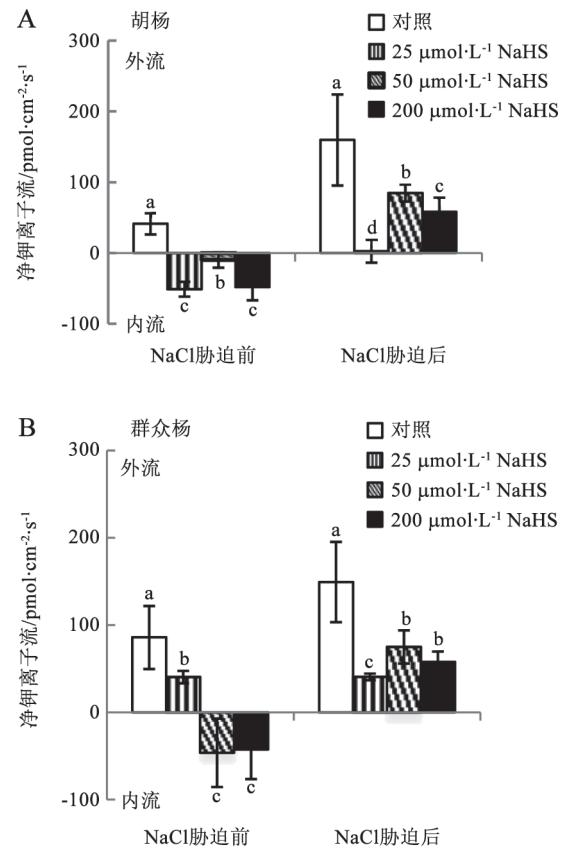 A
胡杨
对照
25 μmol·L⁻¹ NaHS
50 μmol·L⁻¹ NaHS
200 μmol·L⁻¹ NaHS
净钾离子流/pmol·cm⁻²·s⁻¹
300
200
100
0
-100
外流
内流
a
c
b
c
a
d
b
c
NaCl胁迫前
NaCl胁迫后
B
群众杨
对照
25 μmol·L⁻¹ NaHS
50 μmol·L⁻¹ NaHS
200 μmol·L⁻¹ NaHS
净钾离子流/pmol·cm⁻²·s⁻¹
300
200
100
0
-100
外流
内流
a
b
c
c
a
c
b
b
NaCl胁迫前
NaCl胁迫后